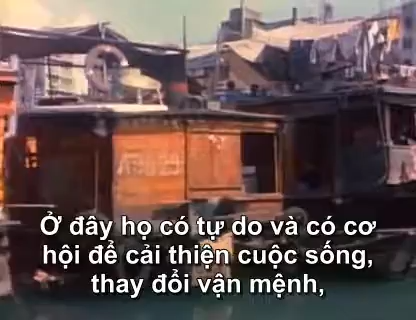 Ở đây họ có tự do và có cơ
hội để cải thiện cuộc sống,
thay đổi vận mệnh,